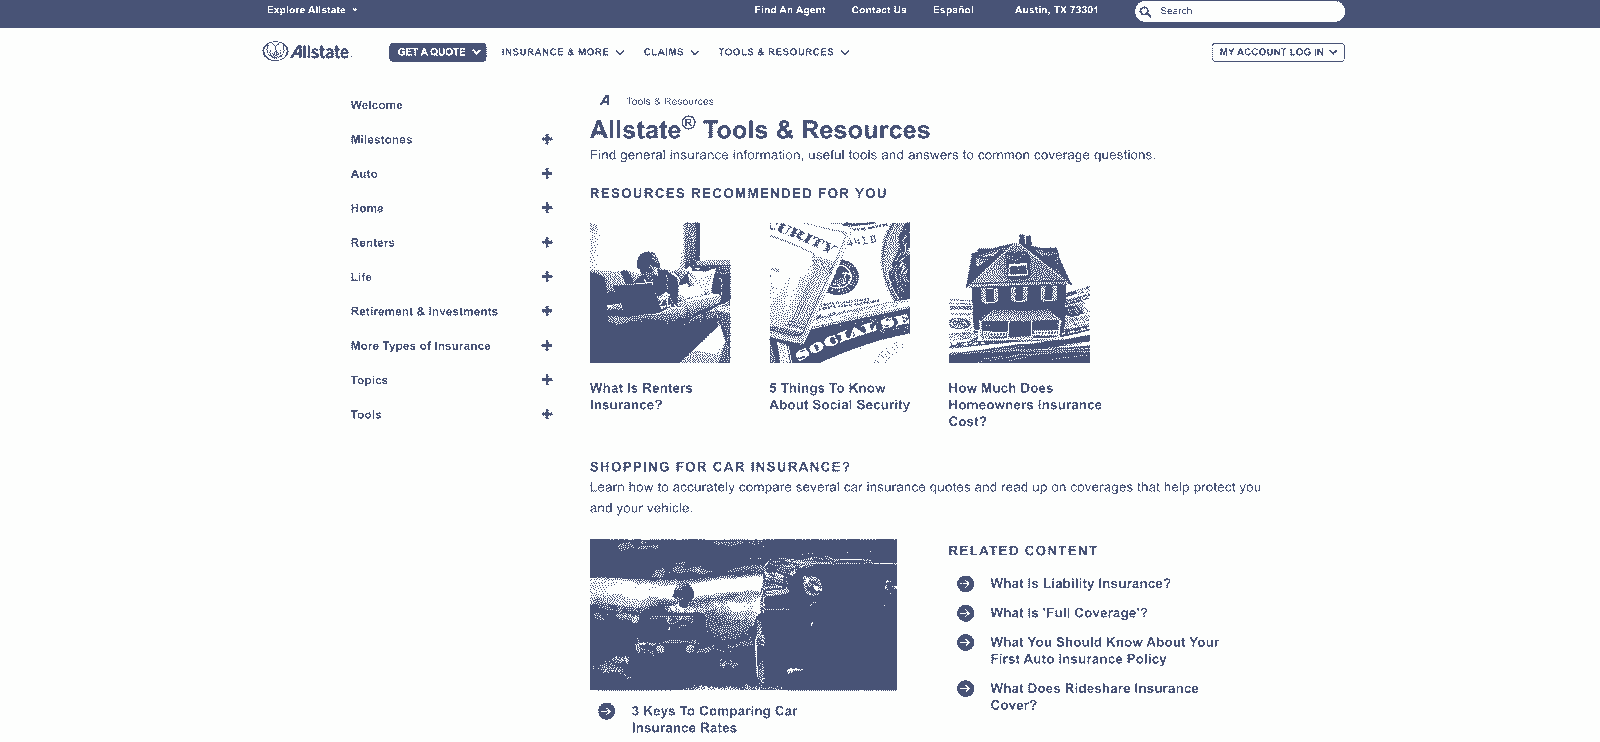 Explore Allstate
Find An Agent
Contact Us
Español
Austin, TX 73301
Search
Allstate.
GET A QUOTE
INSURANCE & MORE
CLAIMS
TOOLS & RESOURCES
MY ACCOUNT LOG IN
Welcome
Milestones
Auto
Home
Renters
Life
Retirement & Investments
More Types of Insurance
Topics
Tools
Tools & Resources
Allstate® Tools & Resources
Find general insurance information, useful tools and answers to common coverage questions.
RESOURCES RECOMMENDED FOR YOU
URITY
SOCIAL SE
What Is Renters
Insurance?
5 Things To Know
About Social Security
How Much Does
Homeowners Insurance
Cost?
SHOPPING FOR CAR INSURANCE?
Learn how to accurately compare several car insurance quotes and read up on coverages that help protect you
and your vehicle.
3 Keys To Comparing Car
Insurance Rates
RELATED CONTENT
What Is Liability Insurance?
What Is 'Full Coverage'?
What You Should Know About Your
First Auto Insurance Policy
What Does Rideshare Insurance
Cover?